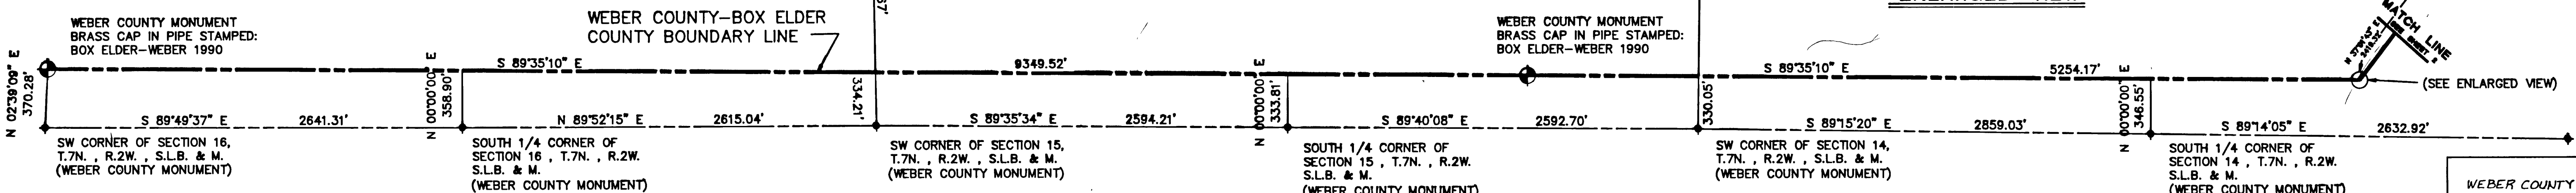 WEBER COUNTY MONUMENT
BRASS CAP IN PIPE STAMPED:
BOX ELDER-WEBER 1990
WEBER COUNTY-BOX ELDER
COUNTY BOUNDARY LINE
WEBER COUNTY MONUMENT
BRASS CAP IN PIPE STAMPED:
BOX ELDER-WEBER 1990
MATCH LINE
(SEE ENLARGED VIEW)
S 89°35'10" E
9349.52'
S 89°35'10" E
5254.17'
N 02°39'09" E
370.28'
N 00°00'00" E
358.90'
334.21'
N 00°00'00" E
333.81'
330.05'
N 00°00'00" E
346.55'
S 89°49'37" E 2641.31'
N 89°52'15" E 2615.04'
S 89°35'34" E 2594.21'
S 89°40'08" E 2592.70'
S 89°15'20" E 2859.03'
S 89°14'05" E 2632.92'
SW CORNER OF SECTION 16,
T.7N. , R.2W. , S.L.B. & M.
(WEBER COUNTY MONUMENT)
SOUTH 1/4 CORNER OF
SECTION 16 , T.7N. , R.2W.
S.L.B. & M.
(WEBER COUNTY MONUMENT)
SW CORNER OF SECTION 15,
T.7N. , R.2W. , S.L.B. & M.
(WEBER COUNTY MONUMENT)
SOUTH 1/4 CORNER OF
SECTION 15 , T.7N. , R.2W.
S.L.B. & M.
(WEBER COUNTY MONUMENT)
SW CORNER OF SECTION 14,
T.7N. , R.2W. , S.L.B. & M.
(WEBER COUNTY MONUMENT)
SOUTH 1/4 CORNER OF
SECTION 14 , T.7N. , R.2W.
S.L.B. & M.
(WEBER COUNTY MONUMENT)
WEBER COUNTY